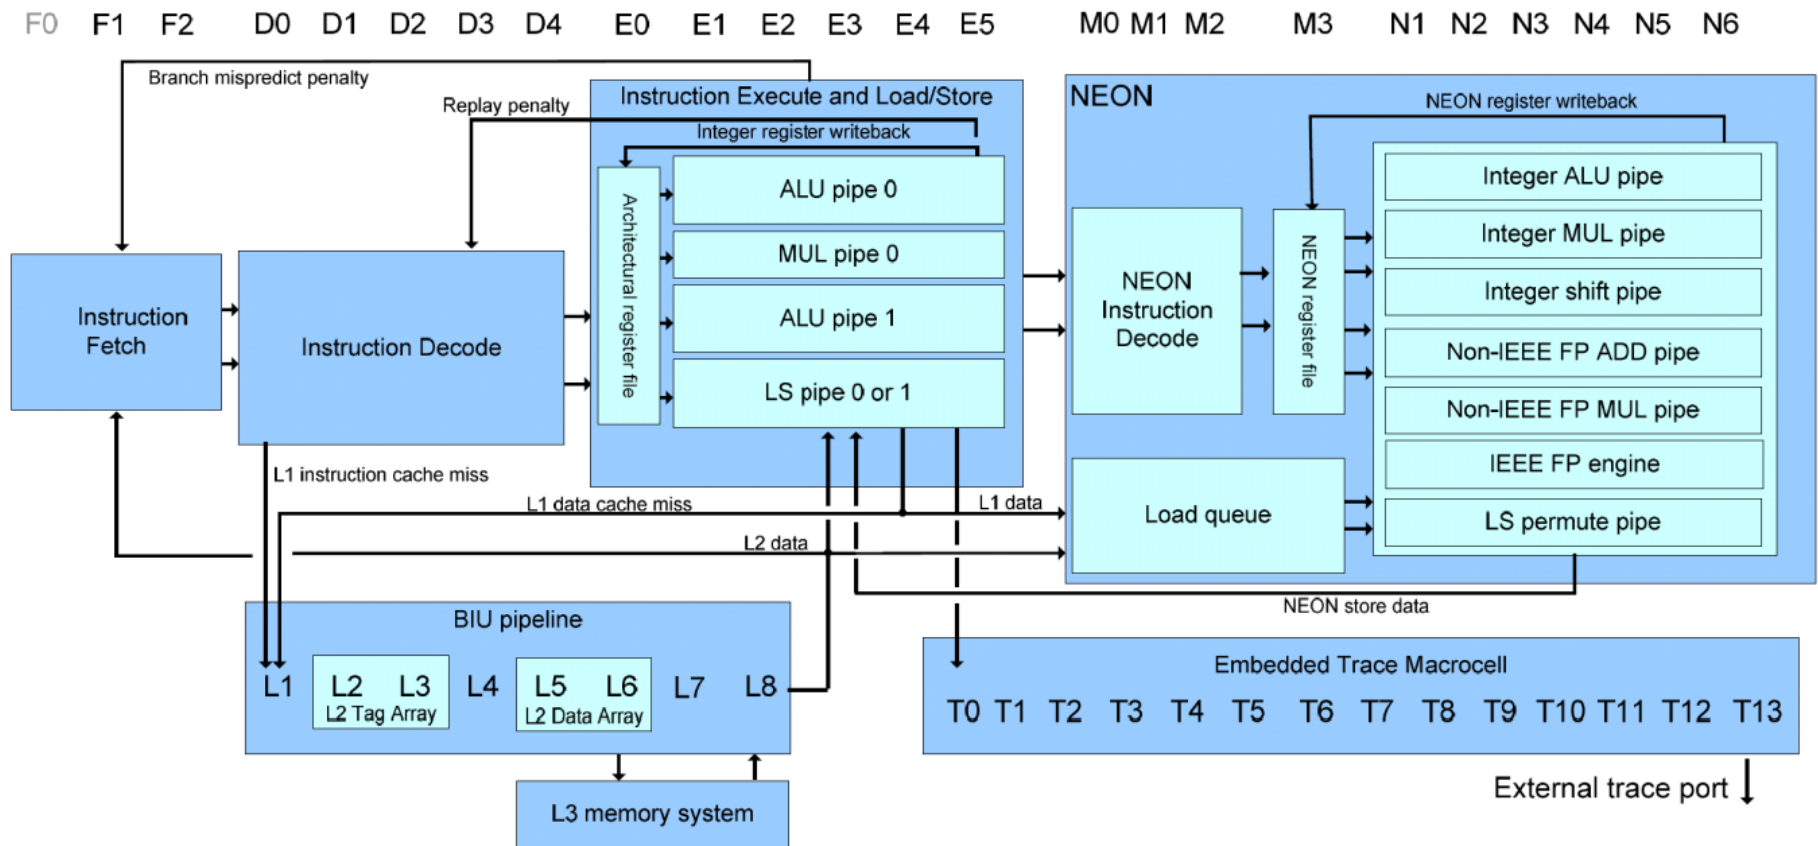 F0 F1 F2 D0 D1 D2 D3 D4 E0 E1 E2 E3 E4 E5 M0 M1 M2 M3 N1 N2 N3 N4 N5 N6
Branch mispredict penalty
Replay penalty
Instruction Execute and Load/Store
Integer register writeback
Architectural register file
ALU pipe 0
MUL pipe 0
ALU pipe 1
LS pipe 0 or 1
Instruction
Fetch
Instruction Decode
NEON
NEON register writeback
NEON
Instruction
Decode
NEON register file
Integer ALU pipe
Integer MUL pipe
Integer shift pipe
Non-IEEE FP ADD pipe
Non-IEEE FP MUL pipe
IEEE FP engine
LS permute pipe
Load queue
L1 instruction cache miss
L1 data cache miss
L1 data
L2 data
NEON store data
BIU pipeline
L1 L2 L3 L4 L5 L6 L7 L8
L2 Tag Array
L2 Data Array
L3 memory system
Embedded Trace Macrocell
T0 T1 T2 T3 T4 T5 T6 T7 T8 T9 T10 T11 T12 T13
External trace port